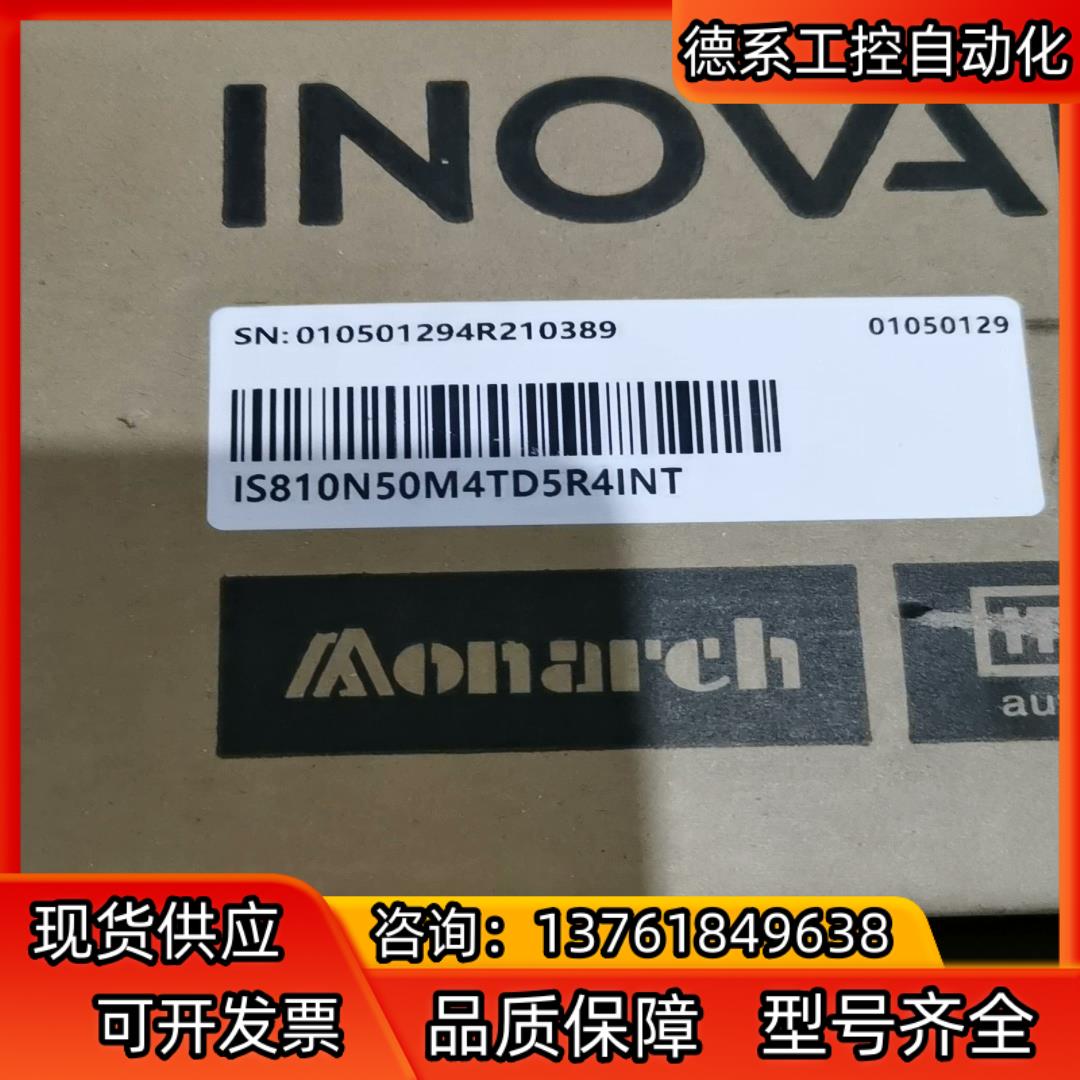 德系工控自动化
INOVA
SN: 010501294R210389
01050129
IS810N50M4TD5R4INT
Monarch
au
现货供应
咨询：13761849638
可开发票
品质保障
型号齐全